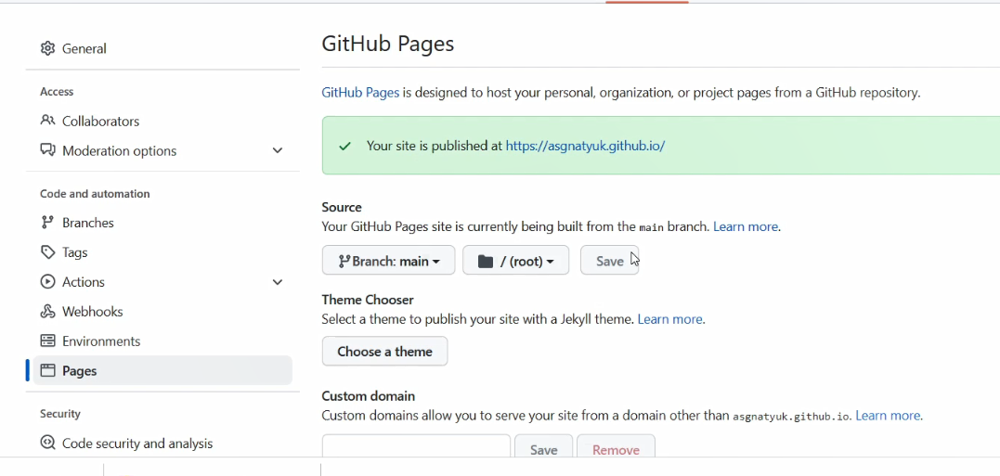 General
Access
Collaborators
Moderation options
Code and automation
Branches
Tags
Actions
Webhooks
Environments
Pages
Security
Code security and analysis
GitHub Pages
GitHub Pages is designed to host your personal, organization, or project pages from a GitHub repository.
Your site is published at https://asgnatyuk.github.io/
Source
Your GitHub Pages site is currently being built from the main branch. Learn more.
Branch: main / (root) Save
Theme Chooser
Select a theme to publish your site with a Jekyll theme. Learn more.
Choose a theme
Custom domain
Custom domains allow you to serve your site from a domain other than asgnatyuk.github.io. Learn more.
Save Remove